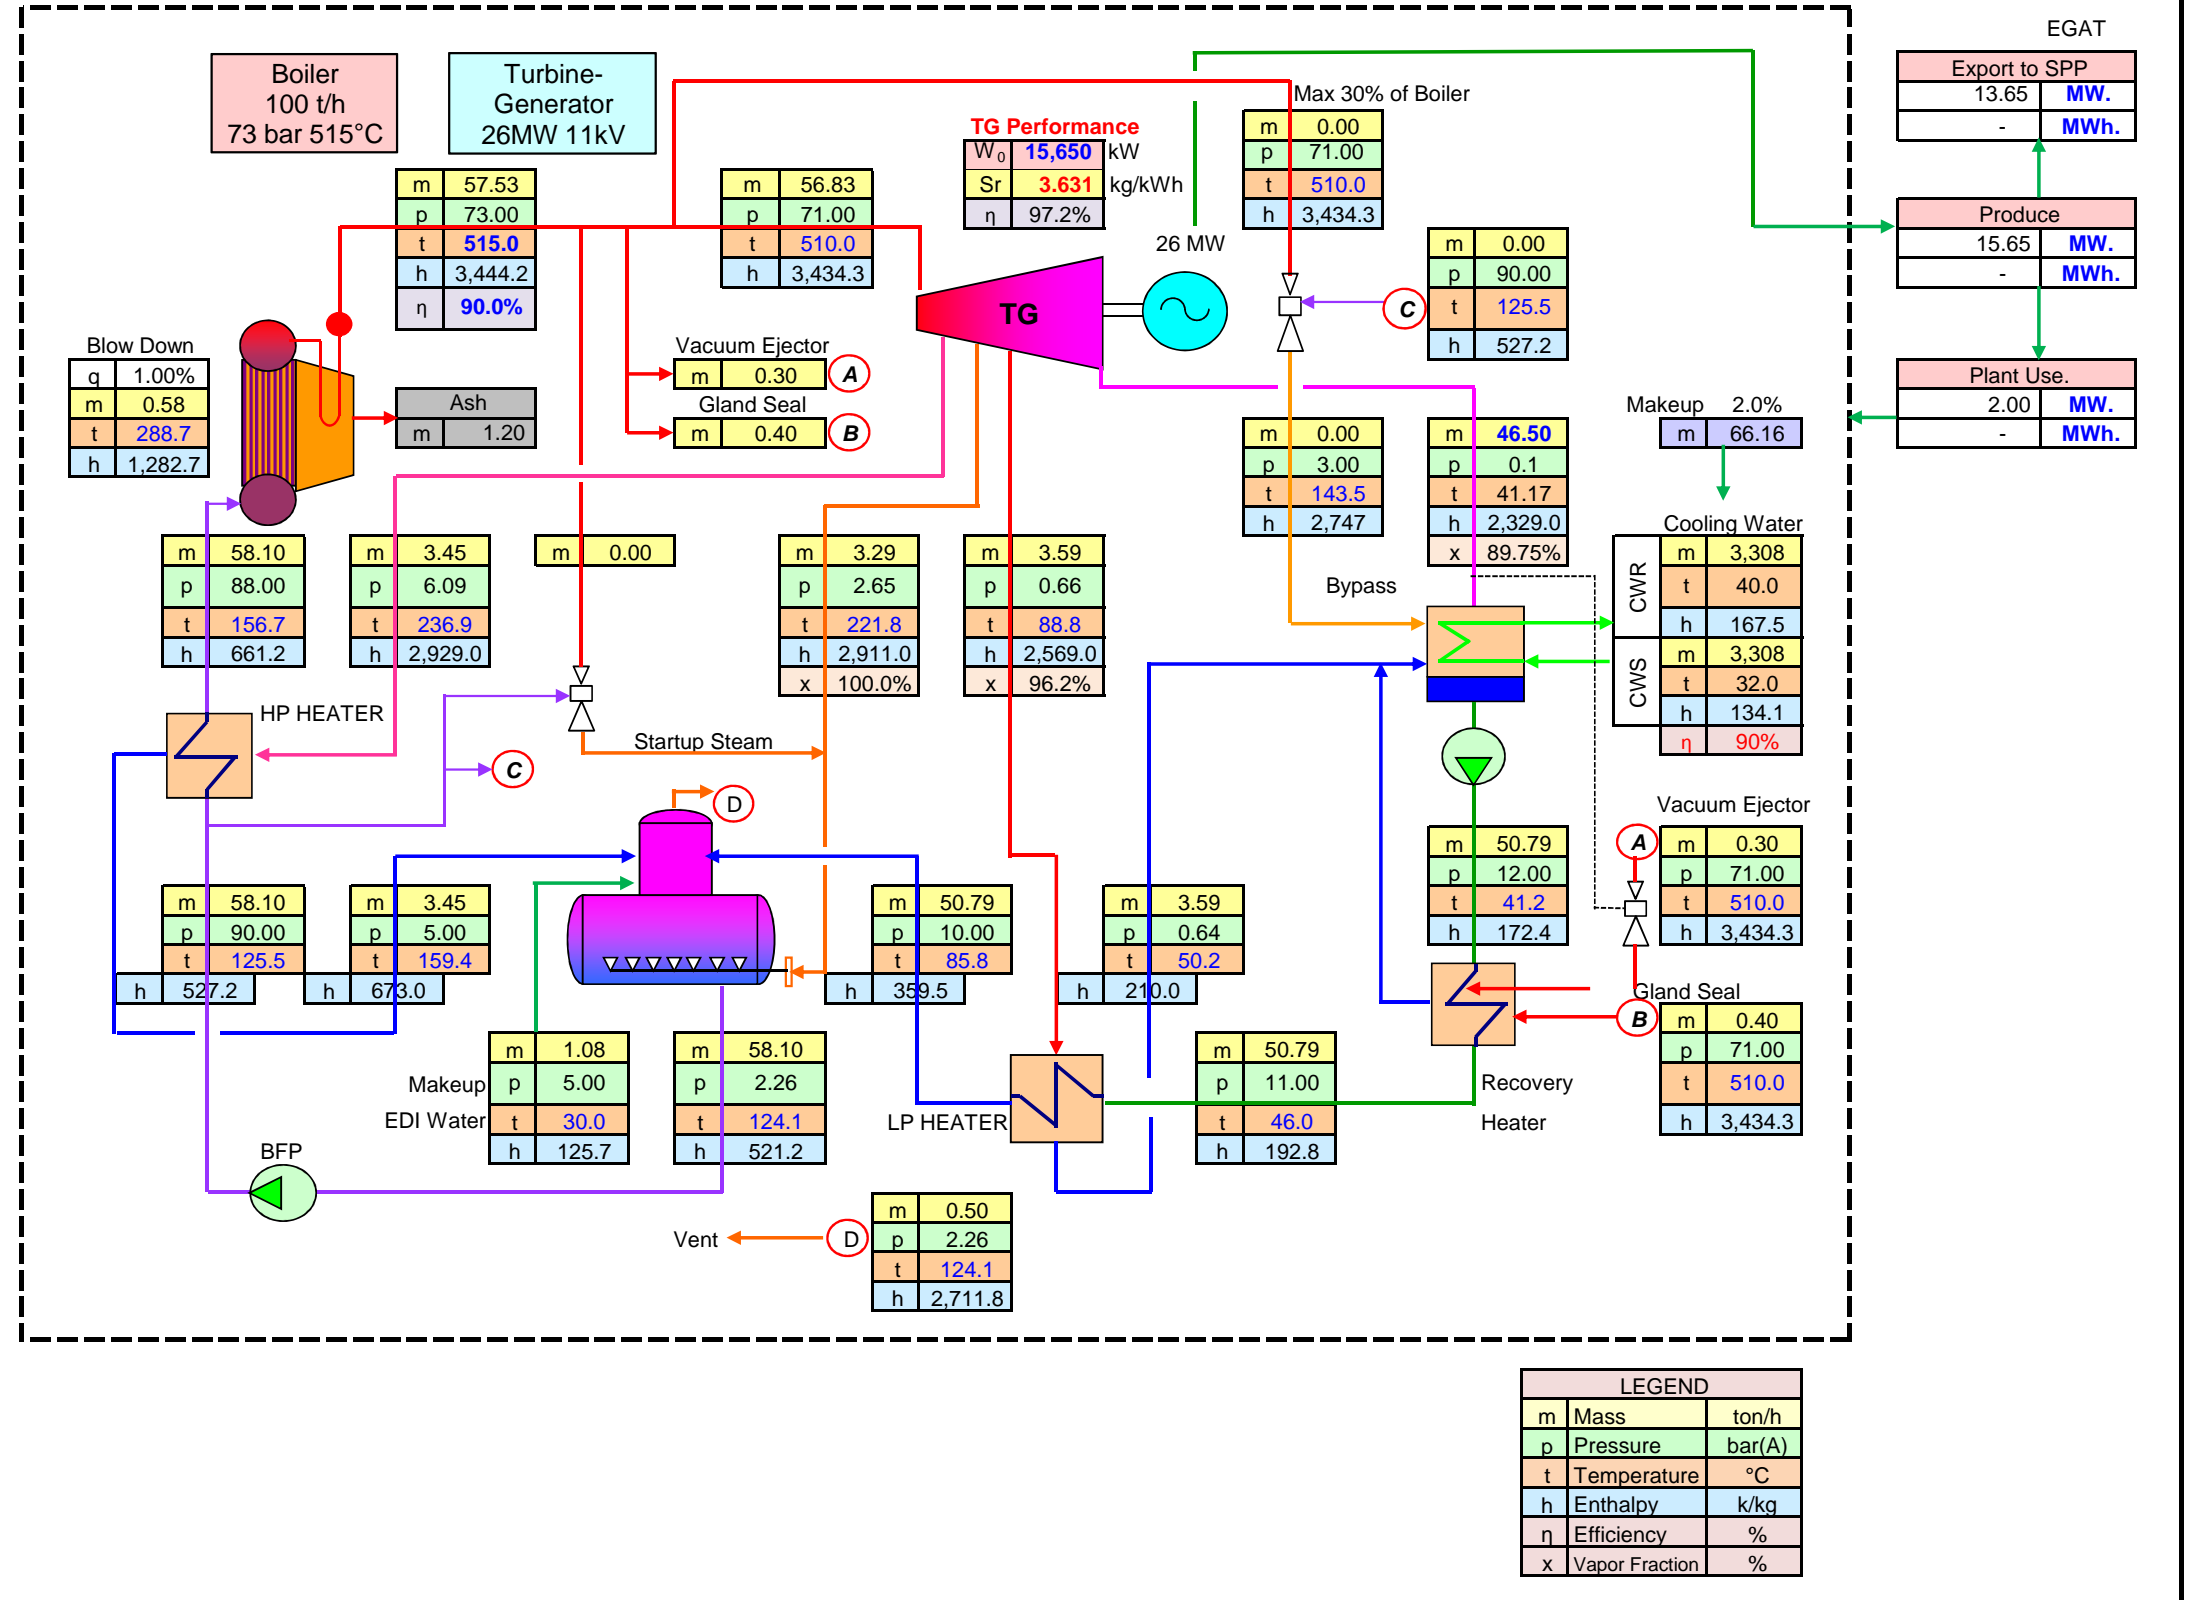 EGAT
Export to SPP
13.65 MW.
- MWh.
Produce
15.65 MW.
- MWh.
Plant Use.
2.00 MW.
- MWh.
Boiler
100 t/h
73 bar 515°C
Turbine-
Generator
26MW 11kV
m 57.53
p 73.00
t 515.0
h 3,444.2
η 90.0%
m 56.83
p 71.00
t 510.0
h 3,434.3
TG Performance
W0 15,650 kW
Sr 3.631 kg/kWh
η 97.2%
Max 30% of Boiler
m 0.00
p 71.00
t 510.0
h 3,434.3
26 MW
TG
m 0.00
p 90.00
t 125.5
h 527.2
C
Blow Down
q 1.00%
m 0.58
t 288.7
h 1,282.7
Ash
m 1.20
Vacuum Ejector
m 0.30
A
Gland Seal
m 0.40
B
m 0.00
p 3.00
t 143.5
h 2,747
m 46.50
p 0.1
t 41.17
h 2,329.0
x 89.75%
Makeup 2.0%
m 66.16
Cooling Water
CWR
m 3,308
t 40.0
h 167.5
CWS
m 3,308
t 32.0
h 134.1
η 90%
m 58.10
p 88.00
t 156.7
h 661.2
m 3.45
p 6.09
t 236.9
h 2,929.0
m 0.00
m 3.29
p 2.65
t 221.8
h 2,911.0
x 100.0%
m 3.59
p 0.66
t 88.8
h 2,569.0
x 96.2%
Bypass
HP HEATER
Startup Steam
C
D
Vacuum Ejector
A
m 0.30
p 71.00
t 510.0
h 3,434.3
m 50.79
p 12.00
t 41.2
h 172.4
m 58.10
p 90.00
t 125.5
h 527.2
m 3.45
p 5.00
t 159.4
h 673.0
m 50.79
p 10.00
t 85.8
h 359.5
m 3.59
p 0.64
t 50.2
h 210.0
Gland Seal
B
m 0.40
p 71.00
t 510.0
h 3,434.3
Makeup
EDI Water
m 1.08
p 5.00
t 30.0
h 125.7
m 58.10
p 2.26
t 124.1
h 521.2
LP HEATER
m 50.79
p 11.00
t 46.0
h 192.8
Recovery
Heater
BFP
Vent
D
m 0.50
p 2.26
t 124.1
h 2,711.8
LEGEND
m Mass ton/h
p Pressure bar(A)
t Temperature °C
h Enthalpy k/kg
η Efficiency %
x Vapor Fraction %